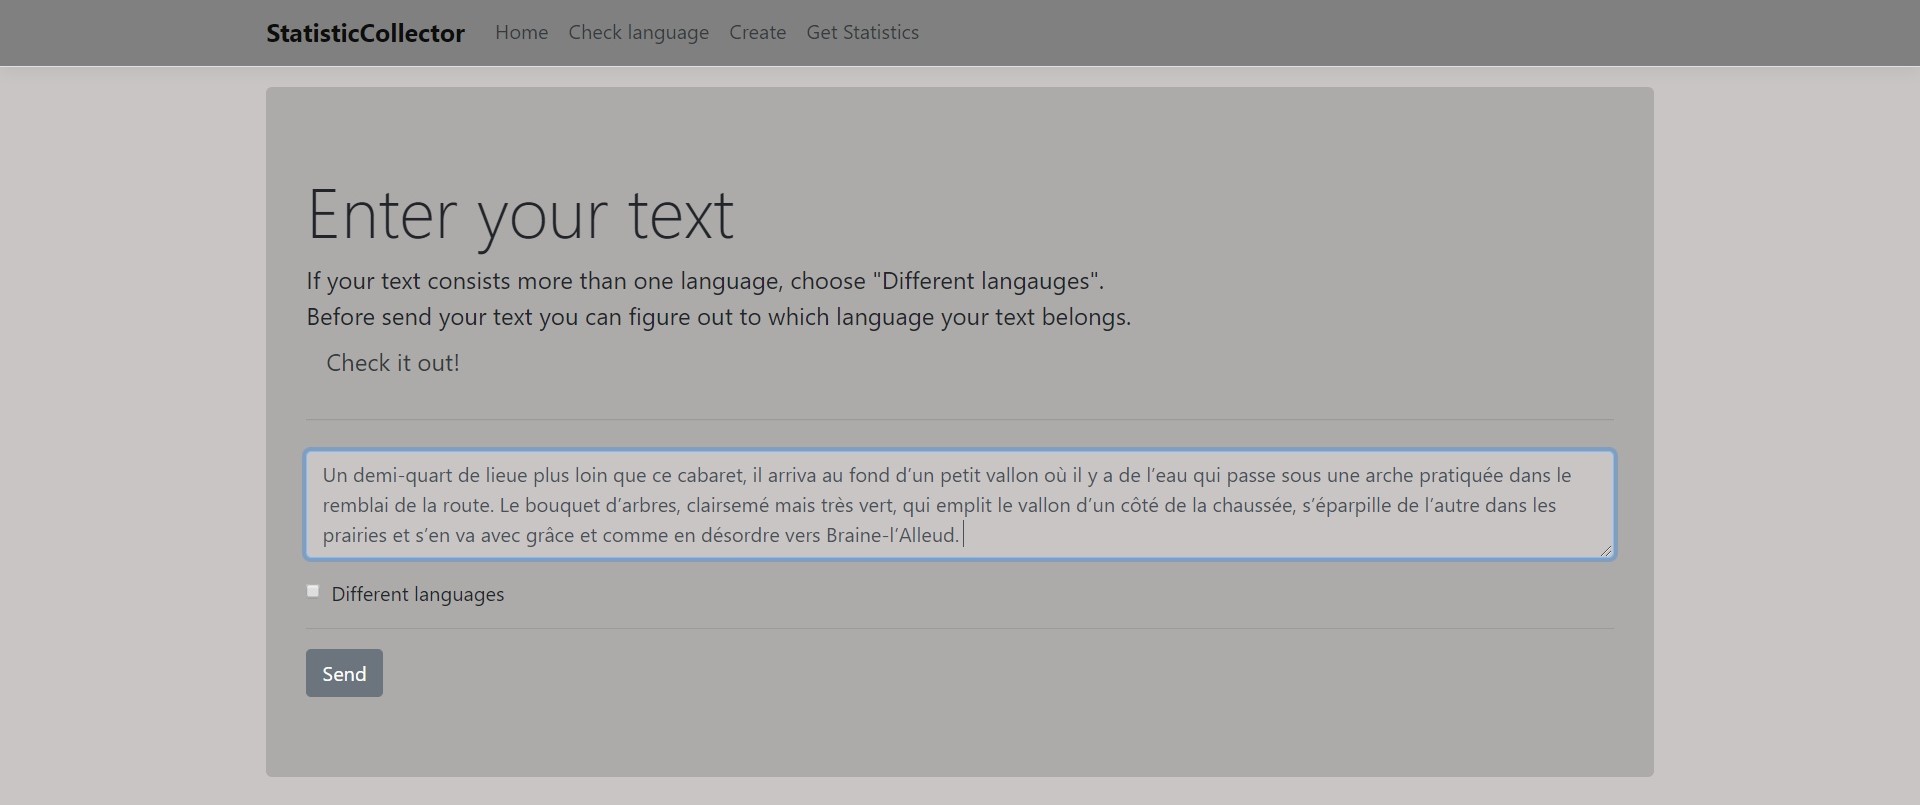 StatisticCollector Home Check language Create Get Statistics
Enter your text
If your text consists more than one language, choose "Different langauges".
Before send your text you can figure out to which language your text belongs.
Check it out!
Un demi-quart de lieue plus loin que ce cabaret, il arriva au fond d’un petit vallon où il y a de l’eau qui passe sous une arche pratiquée dans le
remblai de la route. Le bouquet d’arbres, clairsemé mais très vert, qui emplit le vallon d’un côté de la chaussée, s’éparpille de l’autre dans les
prairies et s’en va avec grâce et comme en désordre vers Braine-l’Alleud.
Different languages
Send